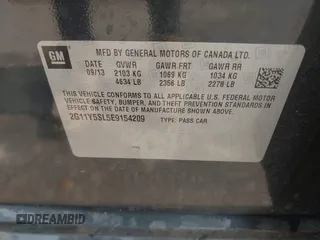 GM
MFD BY GENERAL MOTORS OF CANADA LTD.
DATE GVWR GAWR FRT GAWR RR
09/13 2103 KG 1069 KG 1034 KG
4634 LB 2356 LB 2278 LB
THIS VEHICLE CONFORMS TO ALL APPLICABLE U.S. FEDERAL MOTOR
VEHICLE SAFETY, BUMPER, AND THEFT PREVENTION STANDARDS
IN EFFECT ON THE DATE OF MANUFACTURE SHOWN ABOVE.
2G11Y5SL5E9154209
TYPE: PASS CAR
DREAMBID